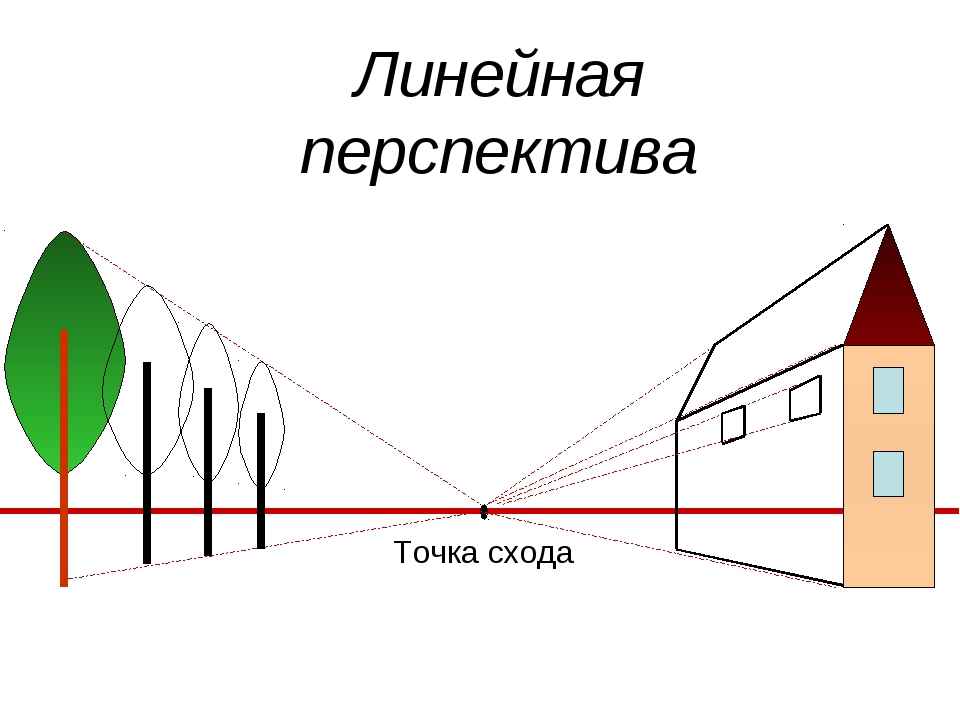 Линейная
перспектива
Точка схода